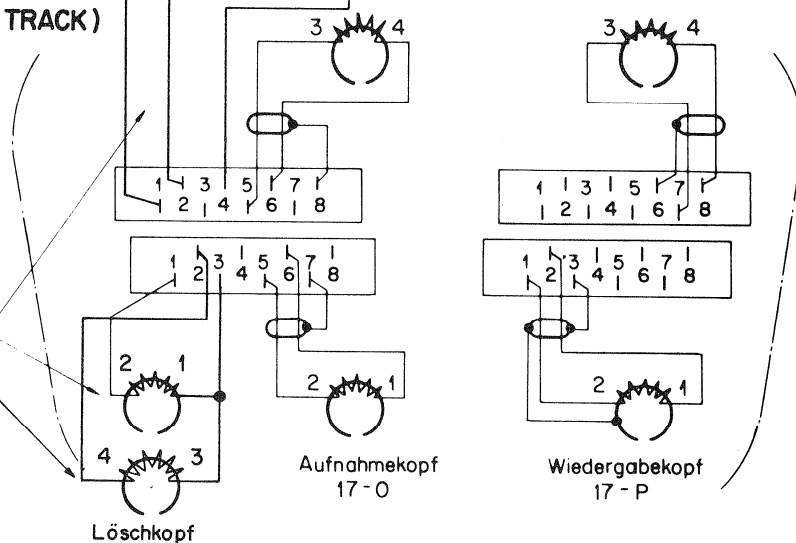 TRACK)
3 4
3 4
1 3 5 7
2 4 6 8
1 3 5 7
2 4 6 8
1 3 5 7
2 4 6 8
1 3 5 7
2 4 6 8
2 1
2 1
2 1
4 3
Aufnahmekopf
17-O
Wiedergabekopf
17-P
Löschkopf